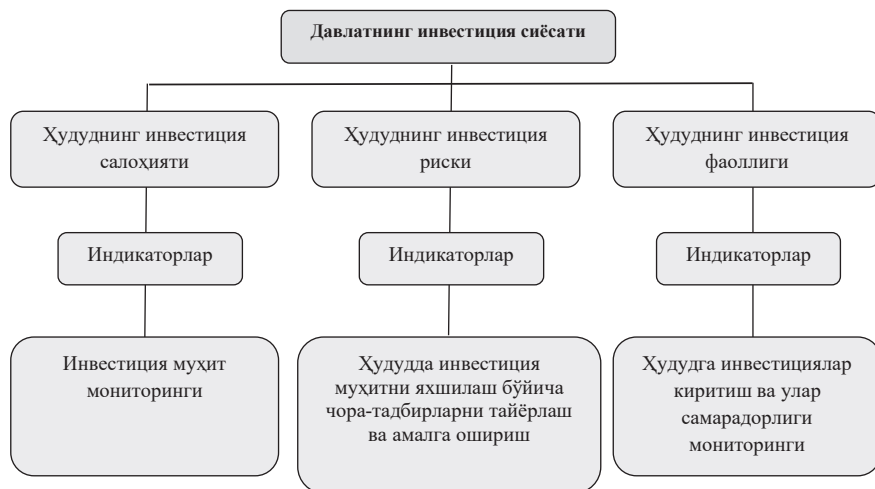 Давлатнинг инвестиция сиёсати
Ҳудуднинг инвестиция
салоҳияти
Ҳудуднинг инвестиция
риски
Ҳудуднинг инвестиция
фаоллиги
Индикаторлар
Индикаторлар
Индикаторлар
Инвестиция муҳит
мониторинги
Ҳудудда инвестиция
муҳитни яхшилаш бўйича
чора-тадбирларни тайёрлаш
ва амалга ошириш
Ҳудудга инвестициялар
киритиш ва улар
самарадорлиги
мониторинги